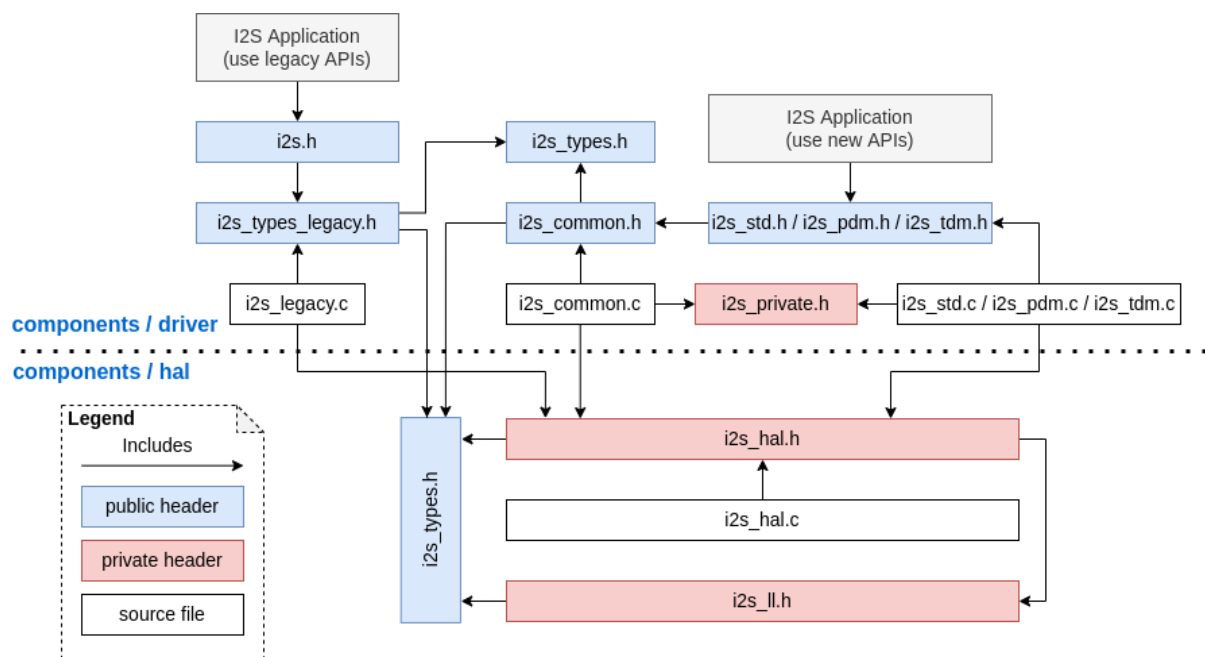 I2S Application
(use legacy APIs)
I2S Application
(use new APIs)
i2s.h
i2s_types.h
i2s_types_legacy.h
i2s_common.h
i2s_std.h / i2s_pdm.h / i2s_tdm.h
i2s_legacy.c
i2s_common.c
i2s_private.h
i2s_std.c / i2s_pdm.c / i2s_tdm.c
components / driver
components / hal
Legend
Includes
public header
private header
source file
i2s_types.h
i2s_hal.h
i2s_hal.c
i2s_ll.h